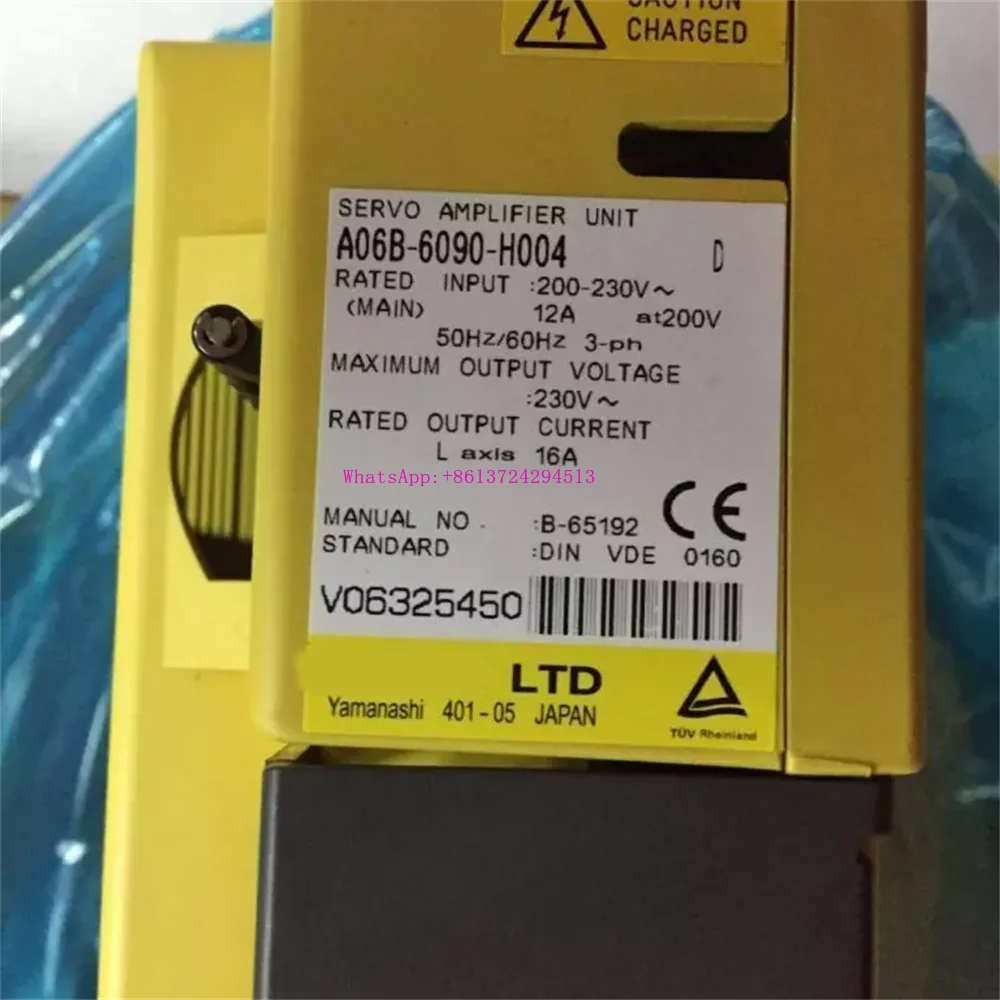 CAUTION
CHARGED
SERVO AMPLIFIER UNIT
A06B-6090-H004 D
RATED INPUT :200-230V~
(MAIN) 12A at200V
50Hz/60Hz 3-ph
MAXIMUM OUTPUT VOLTAGE
:230V~
RATED OUTPUT CURRENT
L axis 16A
WhatsApp:+8613724294513
MANUAL NO. :B-65192 CE
STANDARD :DIN VDE 0160
V06325450
LTD
Yamanashi 401-05 JAPAN
TÜV Rheinland